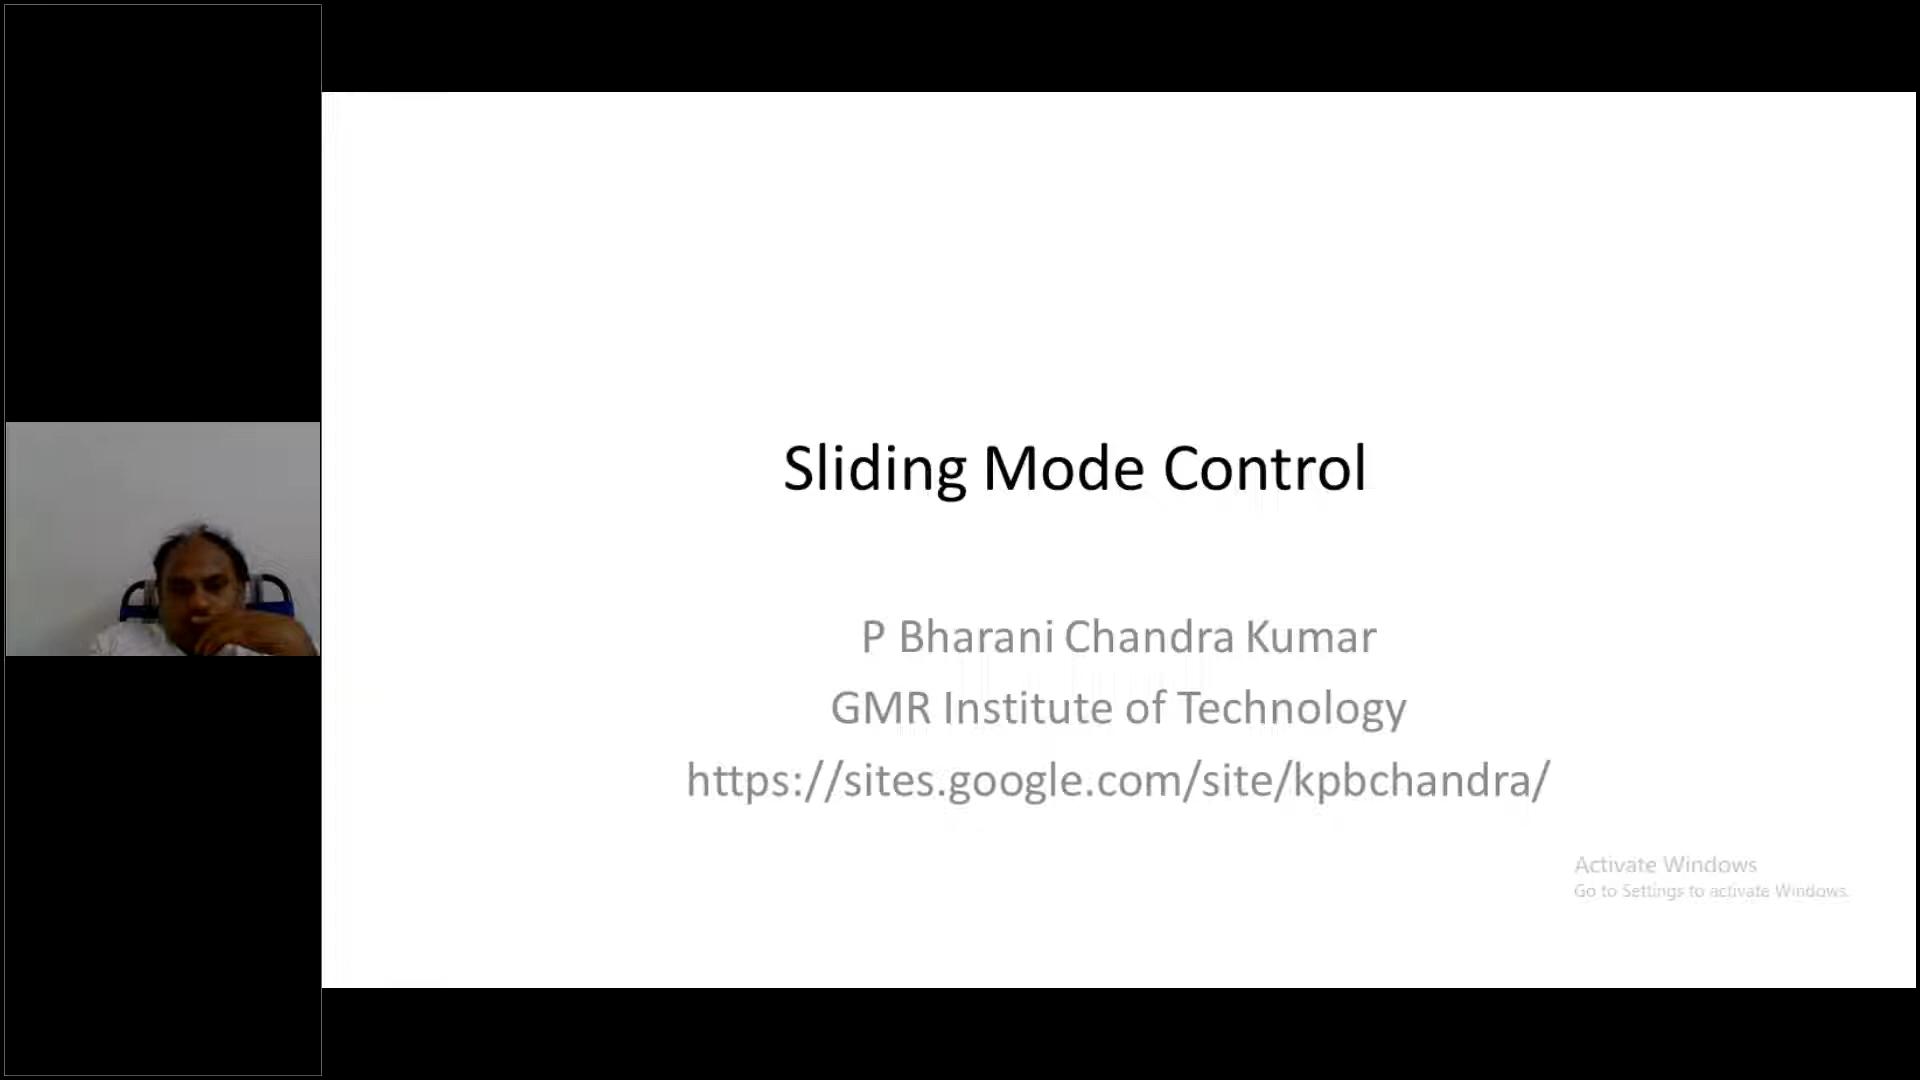 Sliding Mode Control
P Bharani Chandra Kumar
GMR Institute of Technology
https://sites.google.com/site/kpbchandra/
Activate Windows
Go to Settings to activate Windows.